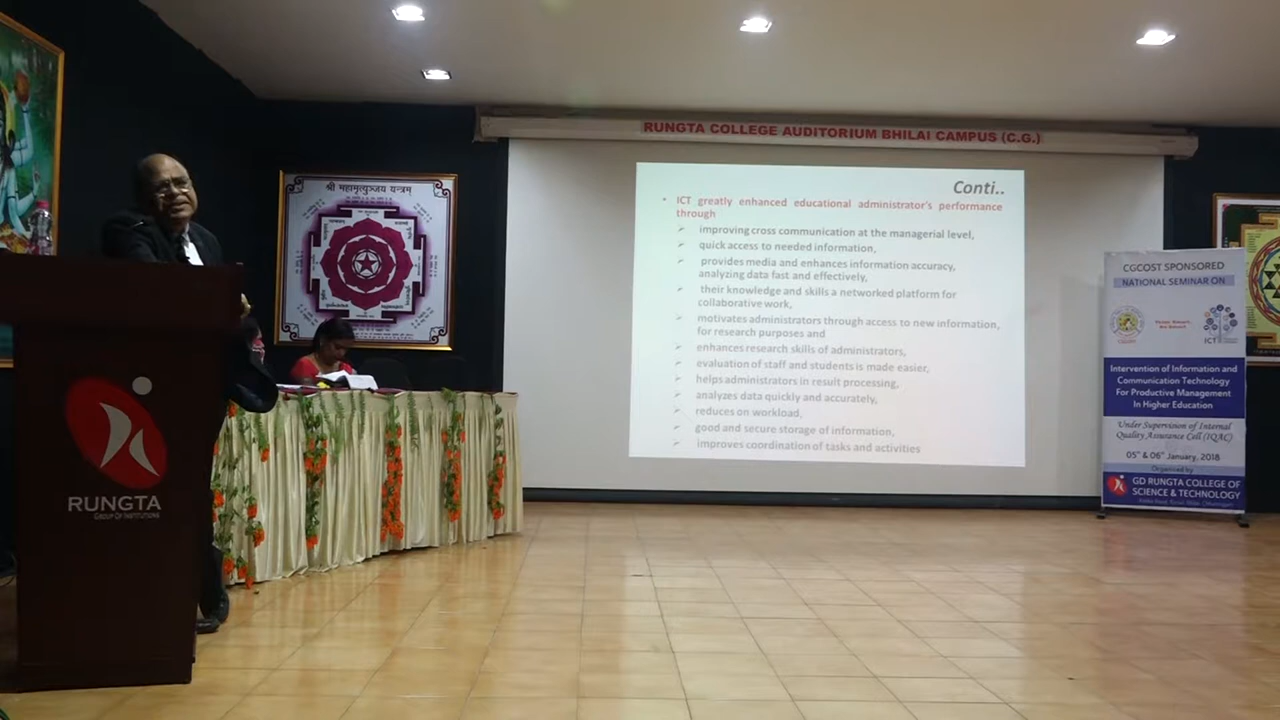 RUNGTA COLLEGE AUDITORIUM BHILAI CAMPUS (C.G.)
श्री महामृत्युञ्जय यन्त्रम्
Conti..
• ICT greatly enhanced educational administrator's performance
through
➢ improving cross communication at the managerial level,
➢ quick access to needed information,
➢ provides media and enhances information accuracy,
analyzing data fast and effectively,
➢ their knowledge and skills a networked platform for
collaborative work,
➢ motivates administrators through access to new information,
for research purposes and
➢ enhances research skills of administrators,
➢ evaluation of staff and students is made easier,
➢ helps administrators in result processing,
➢ analyzes data quickly and accurately,
➢ reduces on workload,
➢ good and secure storage of information,
➢ improves coordination of tasks and activities
CGCOST SPONSORED
NATIONAL SEMINAR ON
ICT
Intervention of Information and
Communication Technology
For Productive Management
In Higher Education
Under Supervision of Internal
Quality Assurance Cell (IQAC)
05th & 06th January, 2018
Organized by
GD RUNGTA COLLEGE OF
SCIENCE & TECHNOLOGY
RUNGTA
GROUP OF INSTITUTIONS